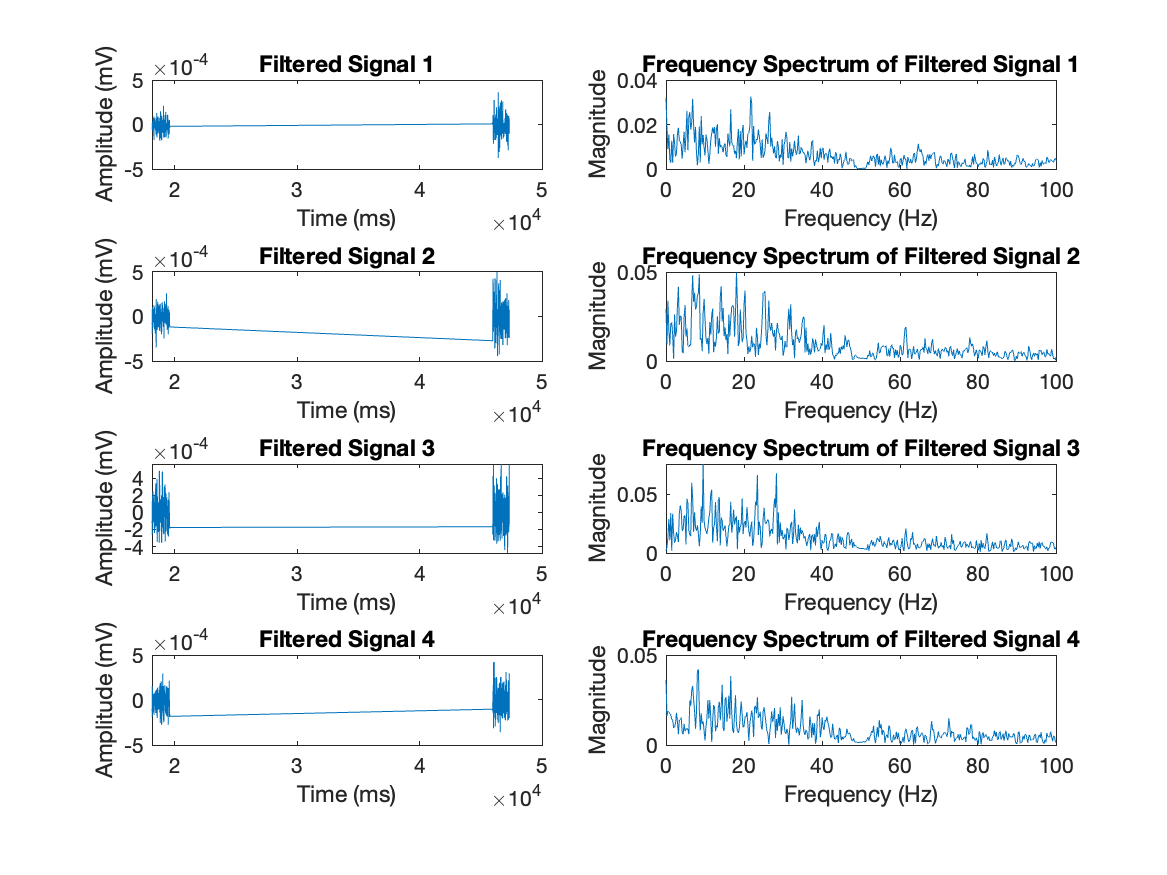 Filtered Signal 1
×10-4
Amplitude (mV)
5
0
-5
2 3 4 5
Time (ms)
×104
Frequency Spectrum of Filtered Signal 1
Magnitude
0.04
0.02
0
0 20 40 60 80 100
Frequency (Hz)
Filtered Signal 2
×10-4
Amplitude (mV)
5
0
-5
2 3 4 5
Time (ms)
×104
Frequency Spectrum of Filtered Signal 2
Magnitude
0.05
0
0 20 40 60 80 100
Frequency (Hz)
Filtered Signal 3
×10-4
Amplitude (mV)
4
2
0
-2
-4
2 3 4 5
Time (ms)
×104
Frequency Spectrum of Filtered Signal 3
Magnitude
0.05
0
0 20 40 60 80 100
Frequency (Hz)
Filtered Signal 4
×10-4
Amplitude (mV)
5
0
-5
2 3 4 5
Time (ms)
×104
Frequency Spectrum of Filtered Signal 4
Magnitude
0.05
0
0 20 40 60 80 100
Frequency (Hz)